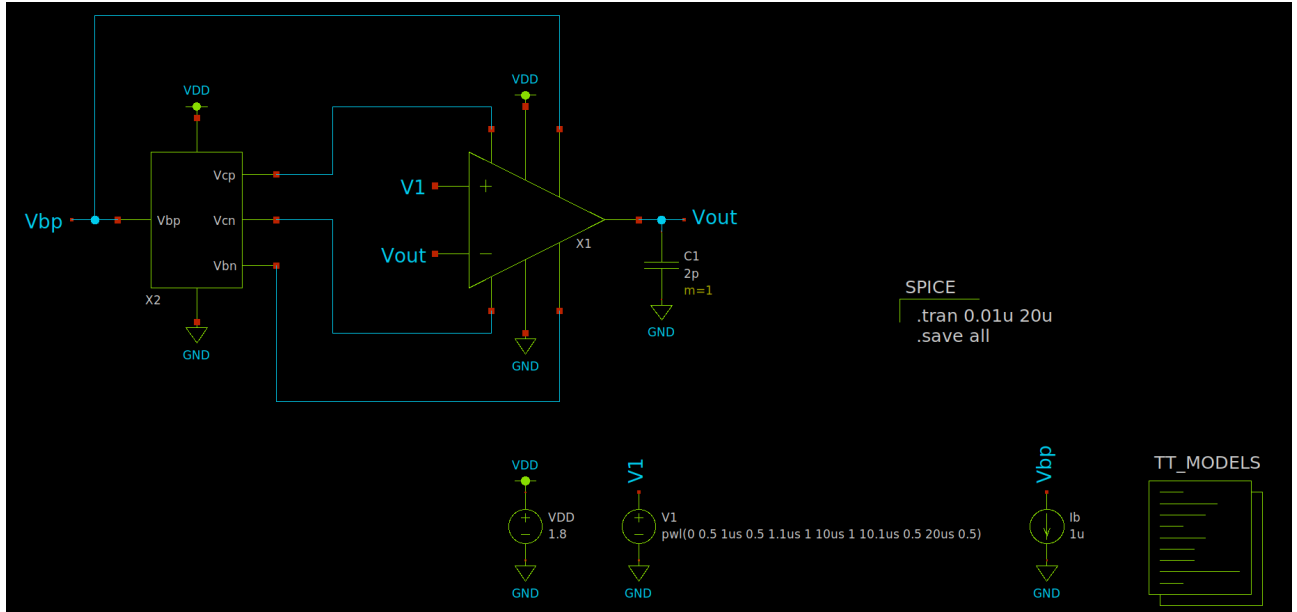 VDD
VDD
Vcp
V1
+
Vbp
Vbp
Vcn
Vout
X1
Vout
−
Vbn
C1
2p
m=1
X2
GND
GND
GND
SPICE
.tran 0.01u 20u
.save all
VDD
VDD
1.8
GND
V1
V1
pwl(0 0.5 1us 0.5 1.1us 1 10us 1 10.1us 0.5 20us 0.5)
GND
Vbp
Ib
1u
GND
TT_MODELS